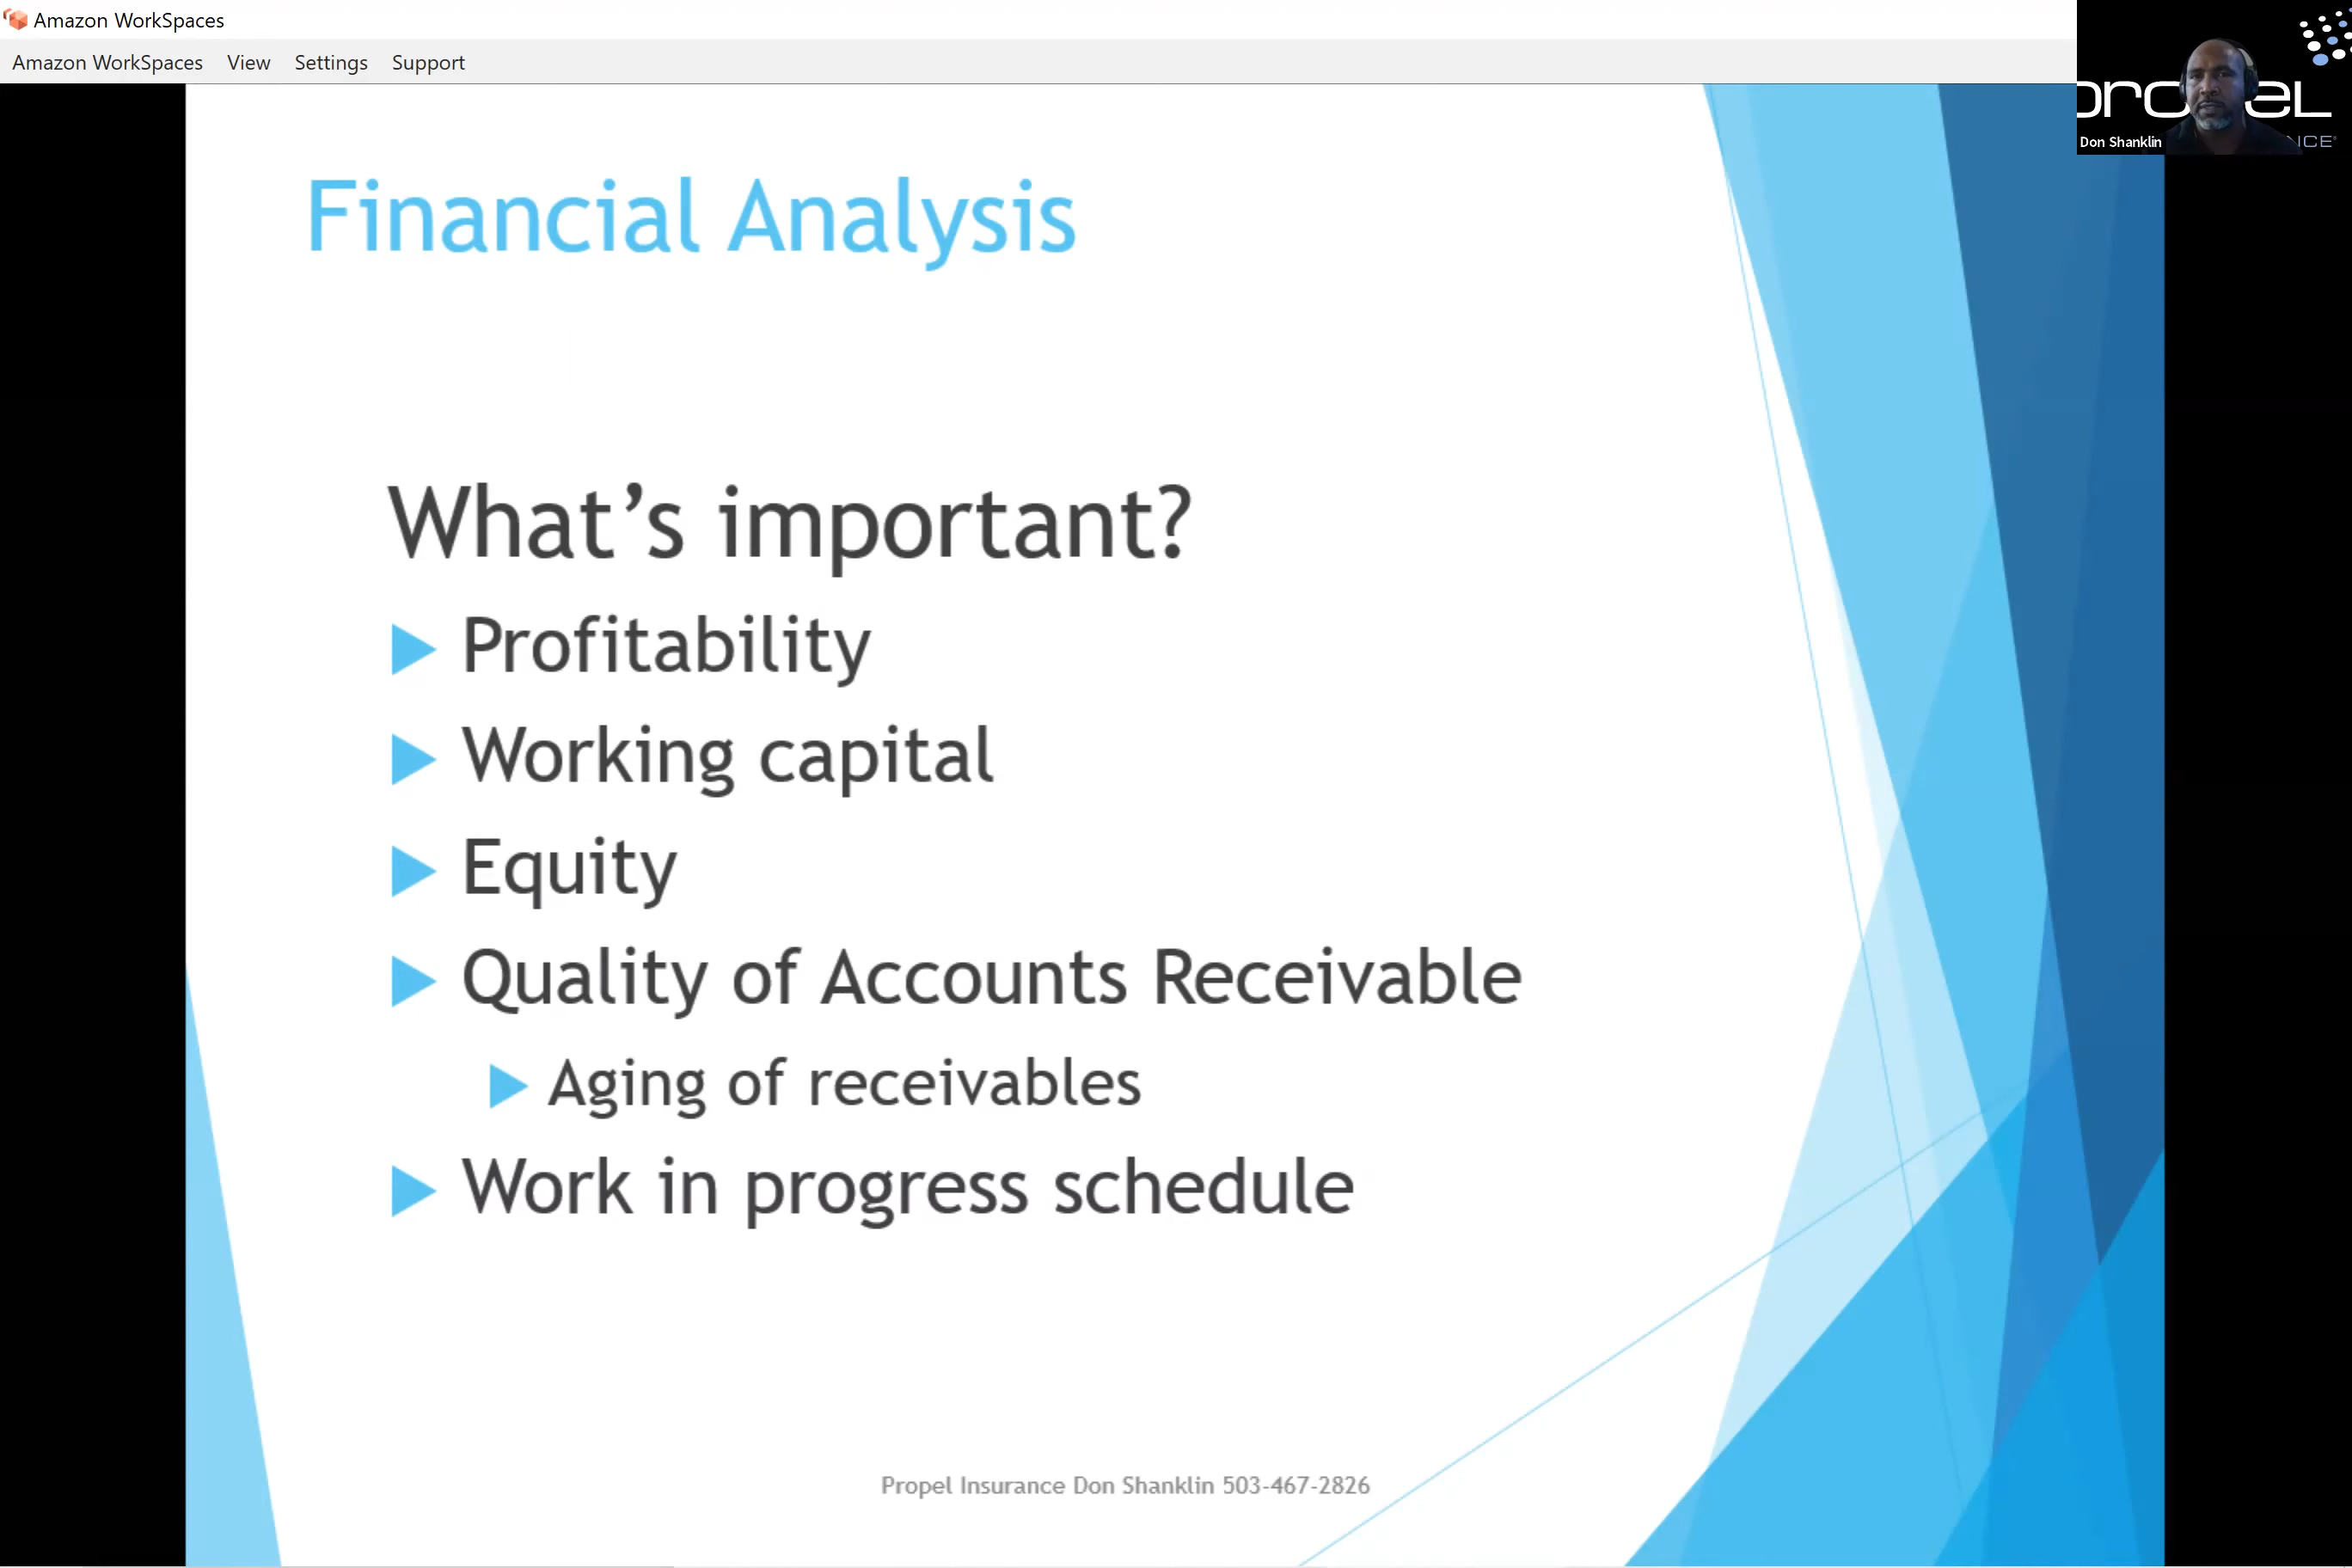 Amazon WorkSpaces
Amazon WorkSpaces View Settings Support
Don Shanklin
Financial Analysis
What’s important?
Profitability
Working capital
Equity
Quality of Accounts Receivable
Aging of receivables
Work in progress schedule
Propel Insurance Don Shanklin 503-467-2826